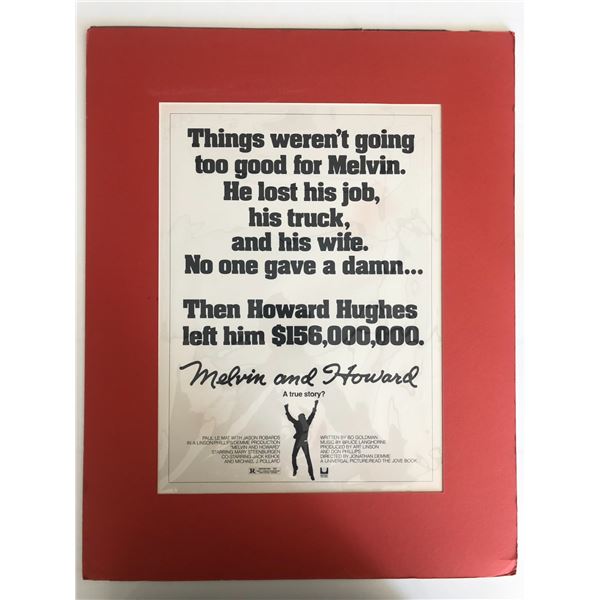 Things weren't going
too good for Melvin.
He lost his job,
his truck,
and his wife.
No one gave a damn...
Then Howard Hughes
left him $156,000,000.
Melvin and Howard
A true story?
PAUL LE MAT WITH JASON ROBARDS
IN A LINSON/PHILLIPS/DEMME PRODUCTION
"MELVIN AND HOWARD"
STARRING MARY STEENBURGEN
CO-STARRING JACK KEHOE
AND MICHAEL J. POLLARD
WRITTEN BY BO GOLDMAN
MUSIC BY BRUCE LANGHORNE
PRODUCED BY ART LINSON
AND DON PHILLIPS
DIRECTED BY JONATHAN DEMME
A UNIVERSAL PICTURE/READ THE JOVE BOOK.
R